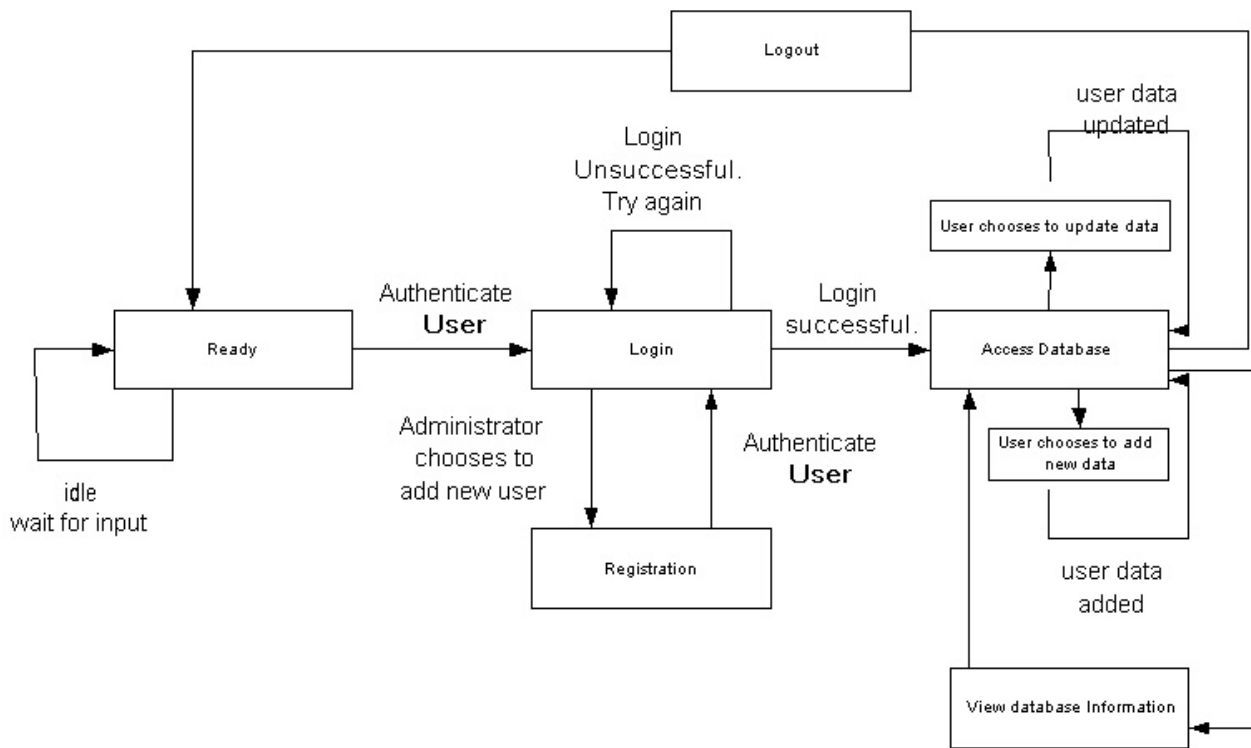 Logout
user data
updated
Login
Unsuccessful.
Try again
User chooses to update data
Authenticate
User
Login
successful.
Ready
Login
Access Database
Administrator
chooses to
add new user
Authenticate
User
User chooses to add
new data
idle
wait for input
Registration
user data
added
View database Information